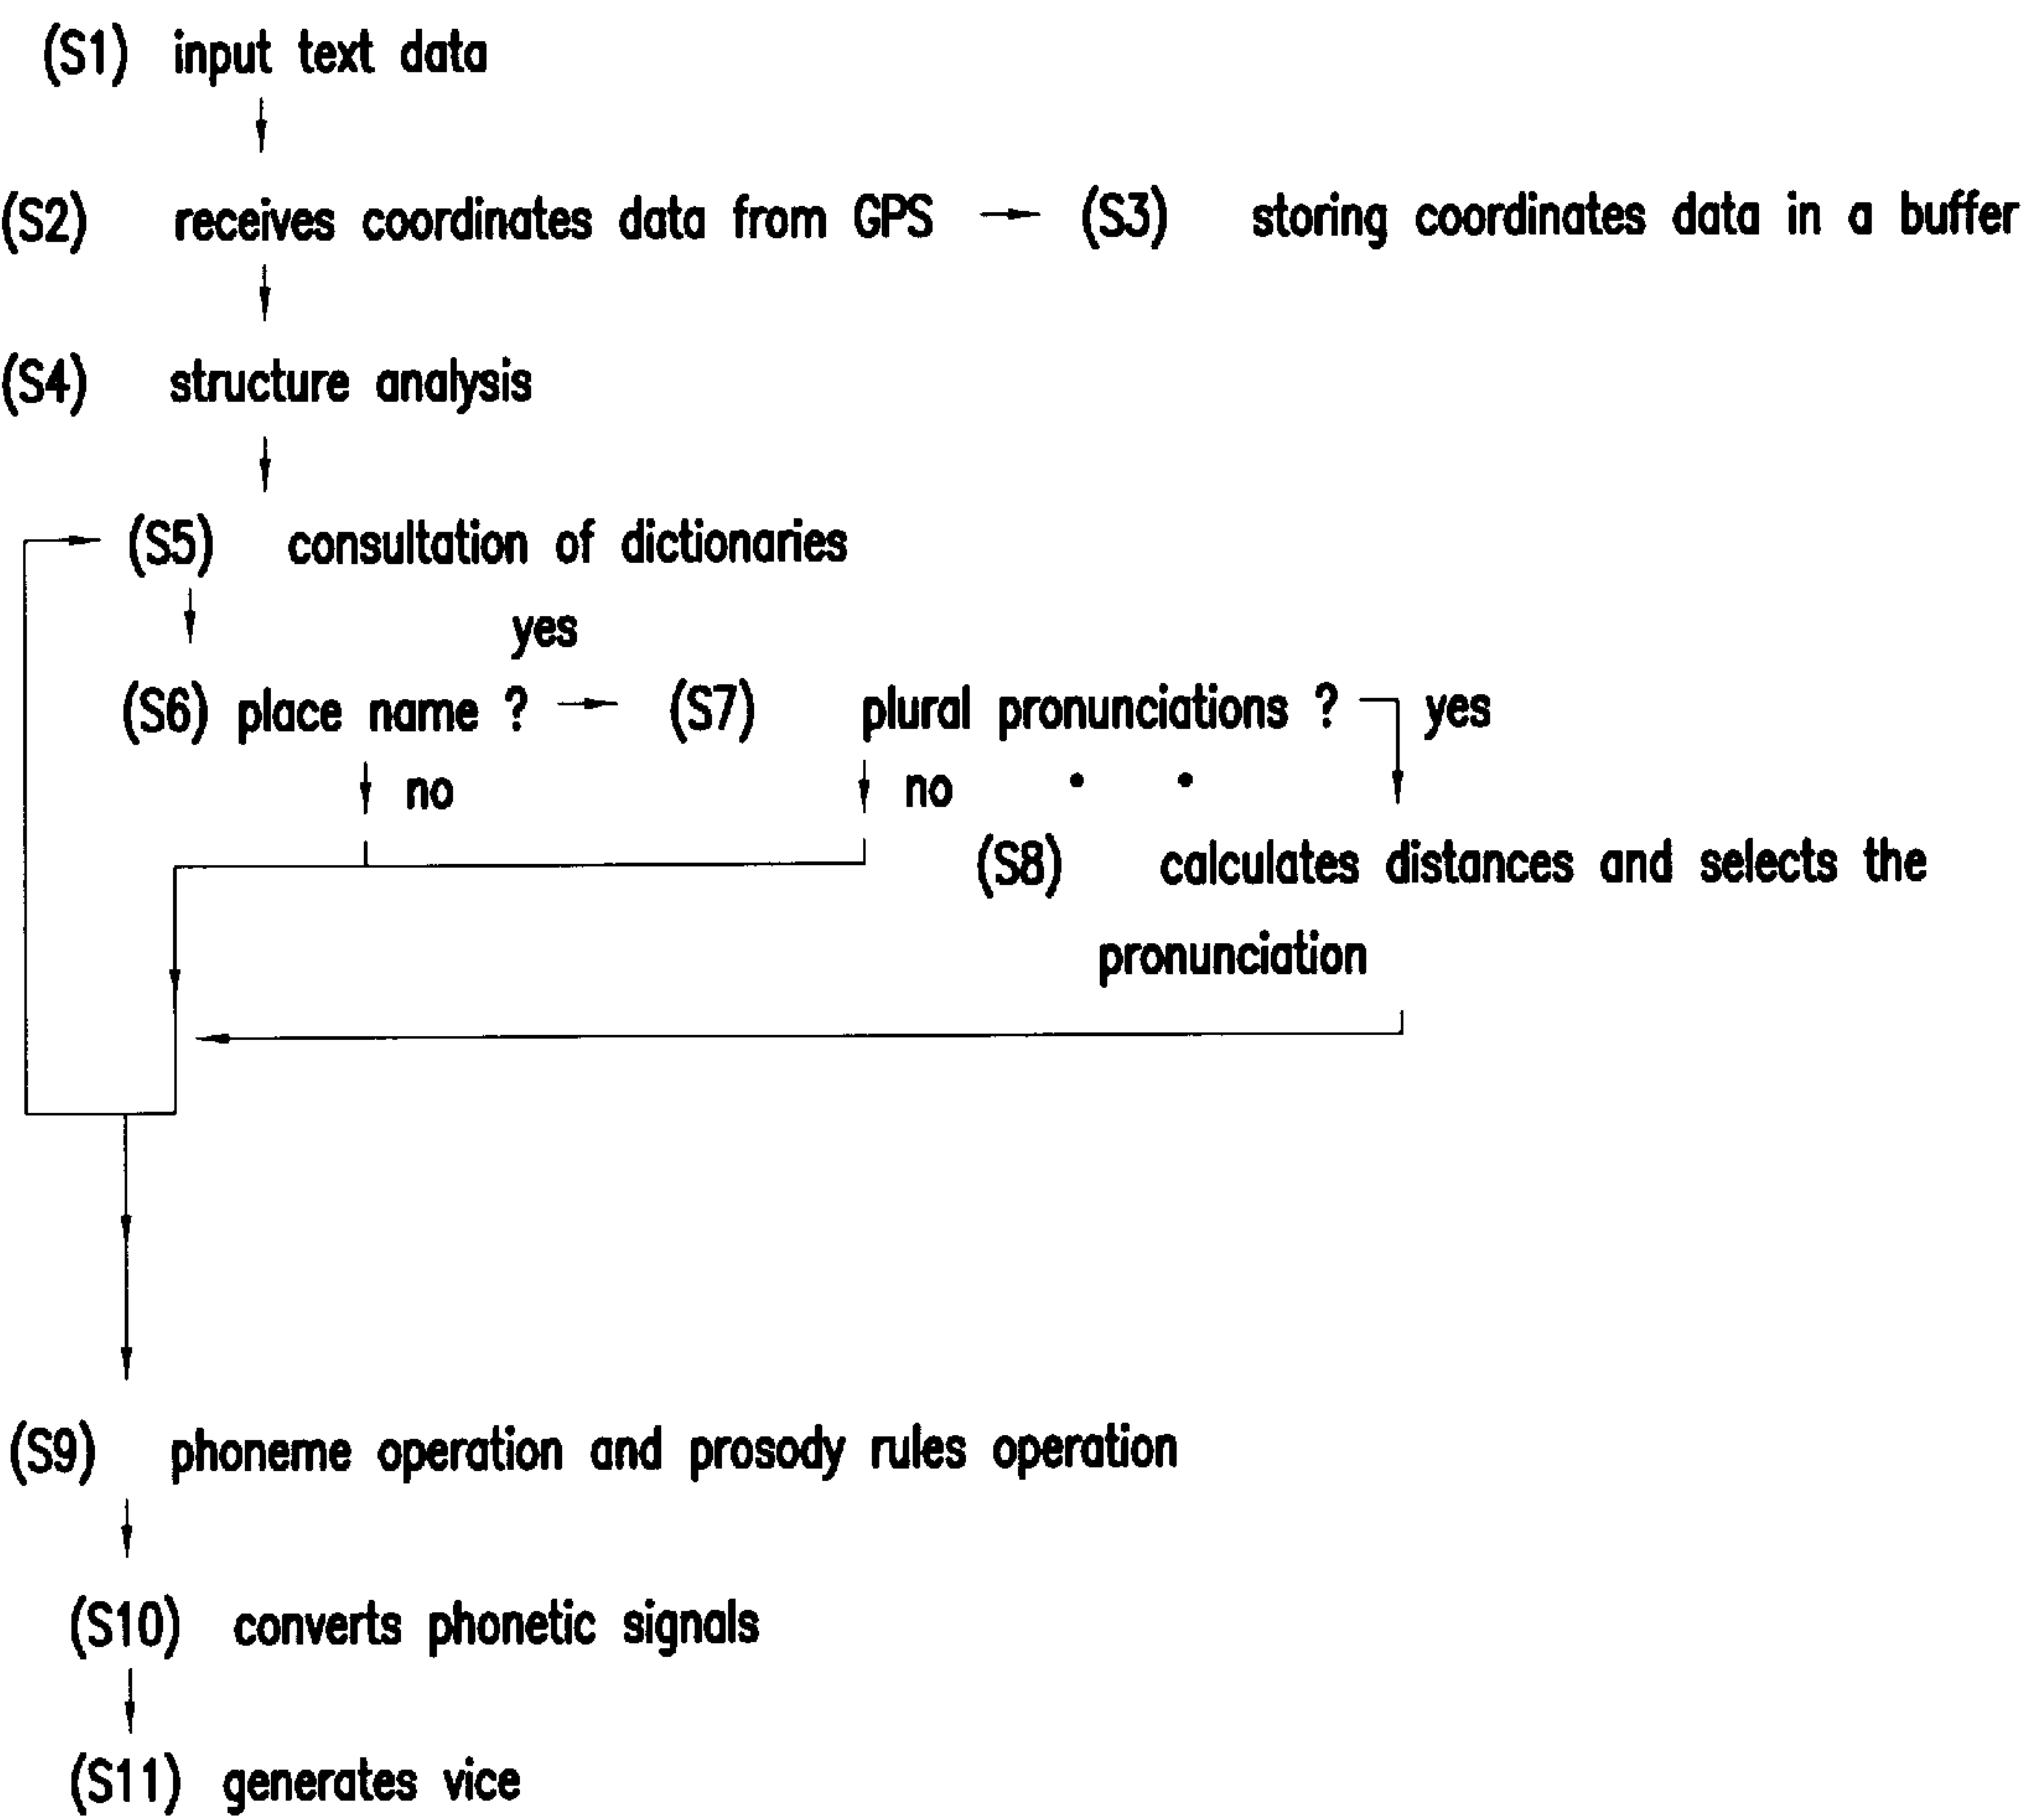 (S1) input text data
(S2) receives coordinates data from GPS (S3) storing coordinates data in a buffer
(S4) structure analysis
(S5) consultation of dictionaries
yes
(S6) place name ? (S7) plural pronunciations ? yes
no no
(S8) calculates distances and selects the
pronunciation
(S9) phoneme operation and prosody rules operation
(S10) converts phonetic signals
(S11) generates vice